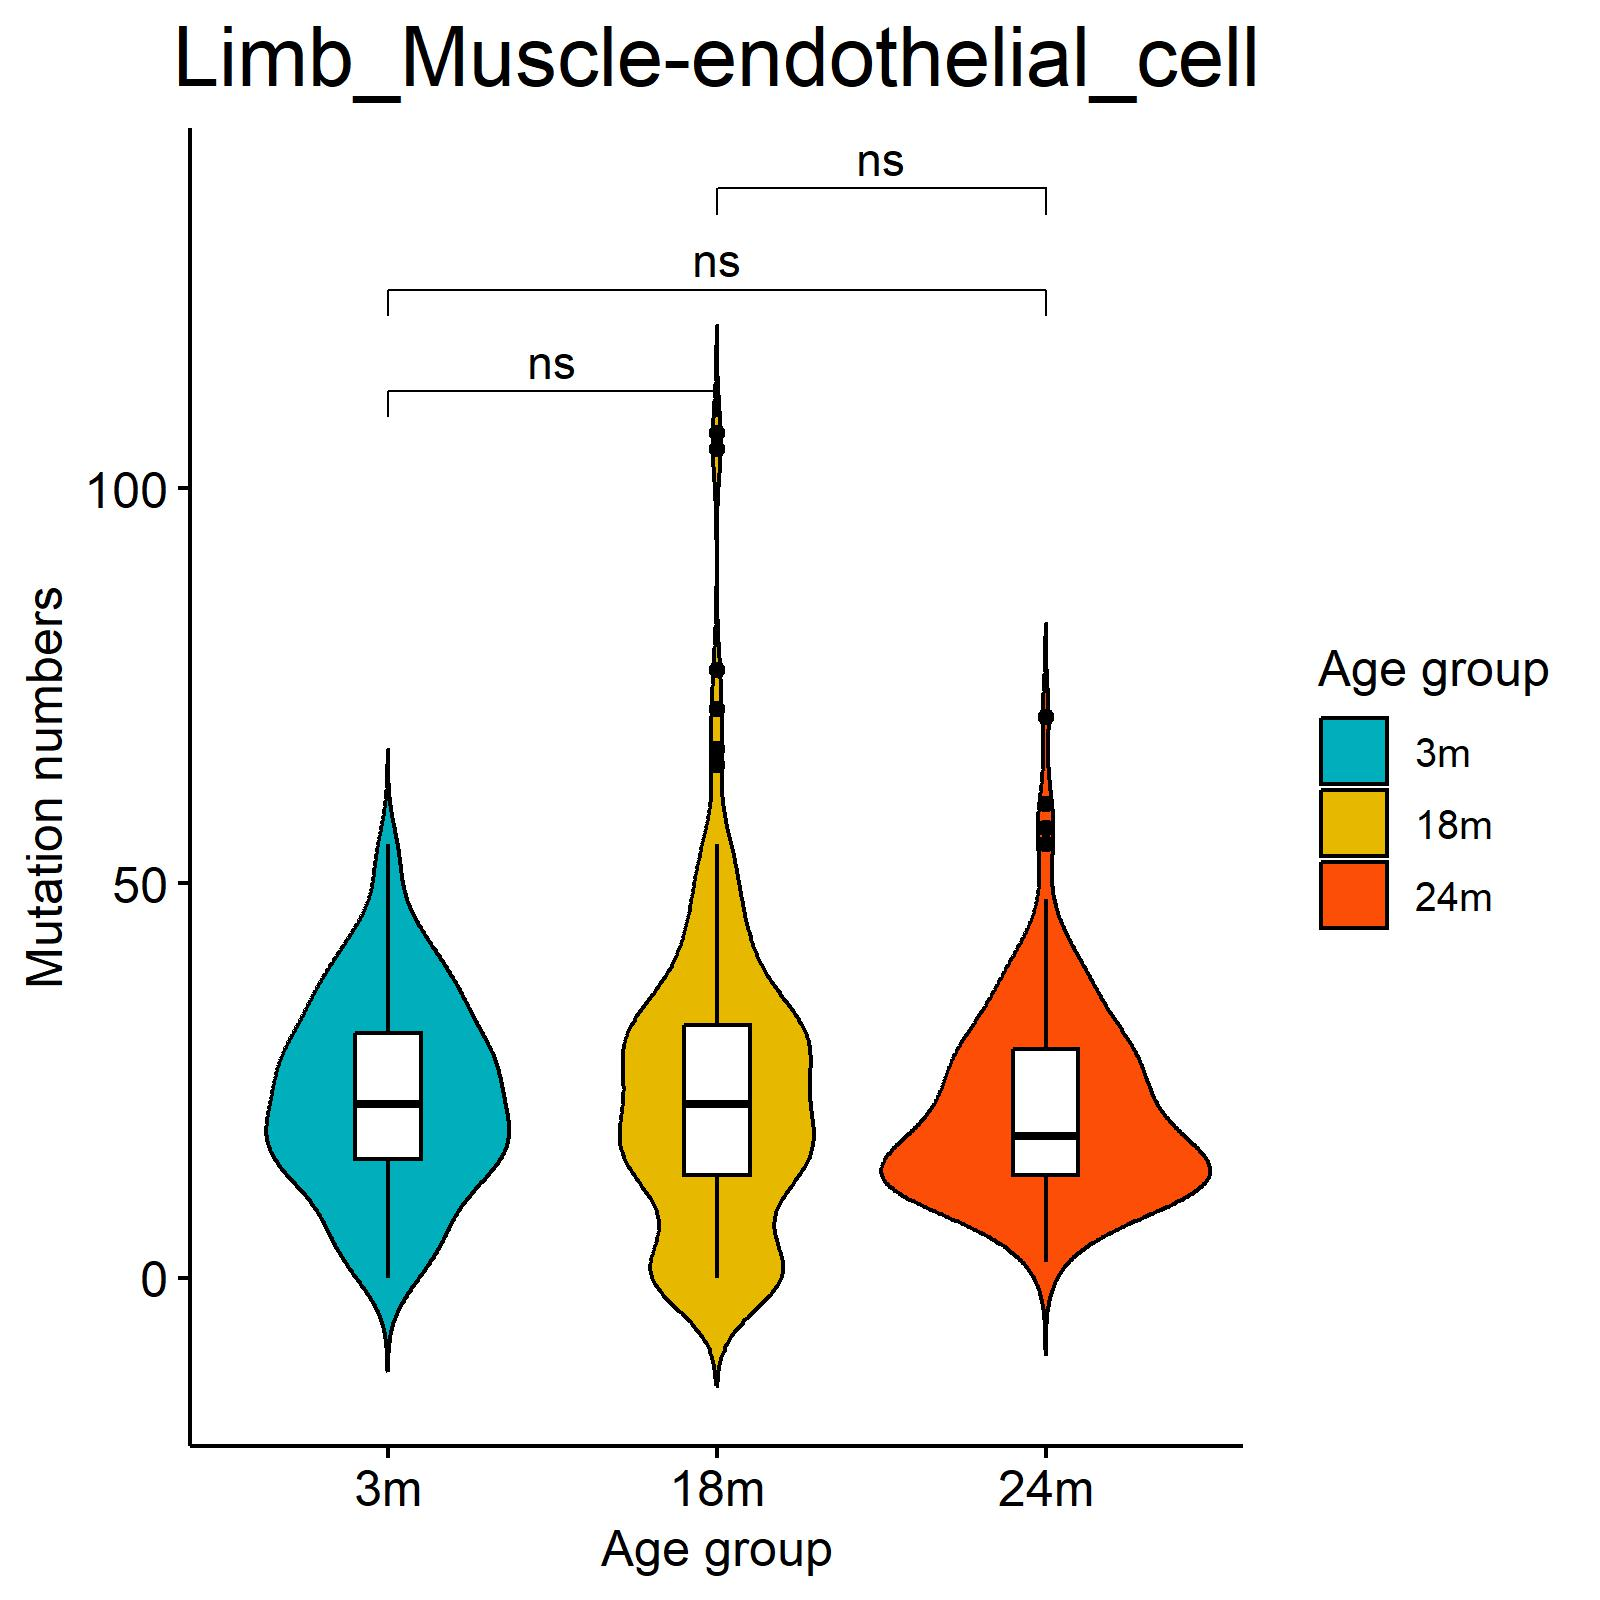 Limb_Muscle-endothelial_cell
ns
ns
ns
100
50
0
Mutation numbers
3m
18m
24m
Age group
Age group
3m
18m
24m